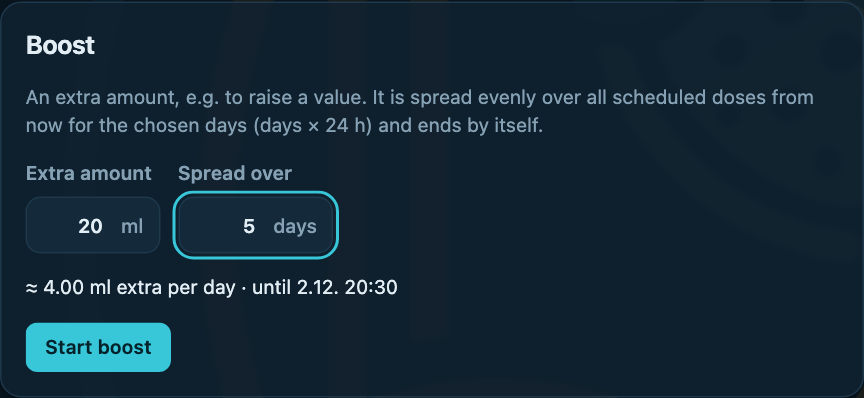 Boost
An extra amount, e.g. to raise a value. It is spread evenly over all scheduled doses from
now for the chosen days (days × 24 h) and ends by itself.
Extra amount Spread over
20 ml 5 days
≈ 4.00 ml extra per day · until 2.12. 20:30
Start boost